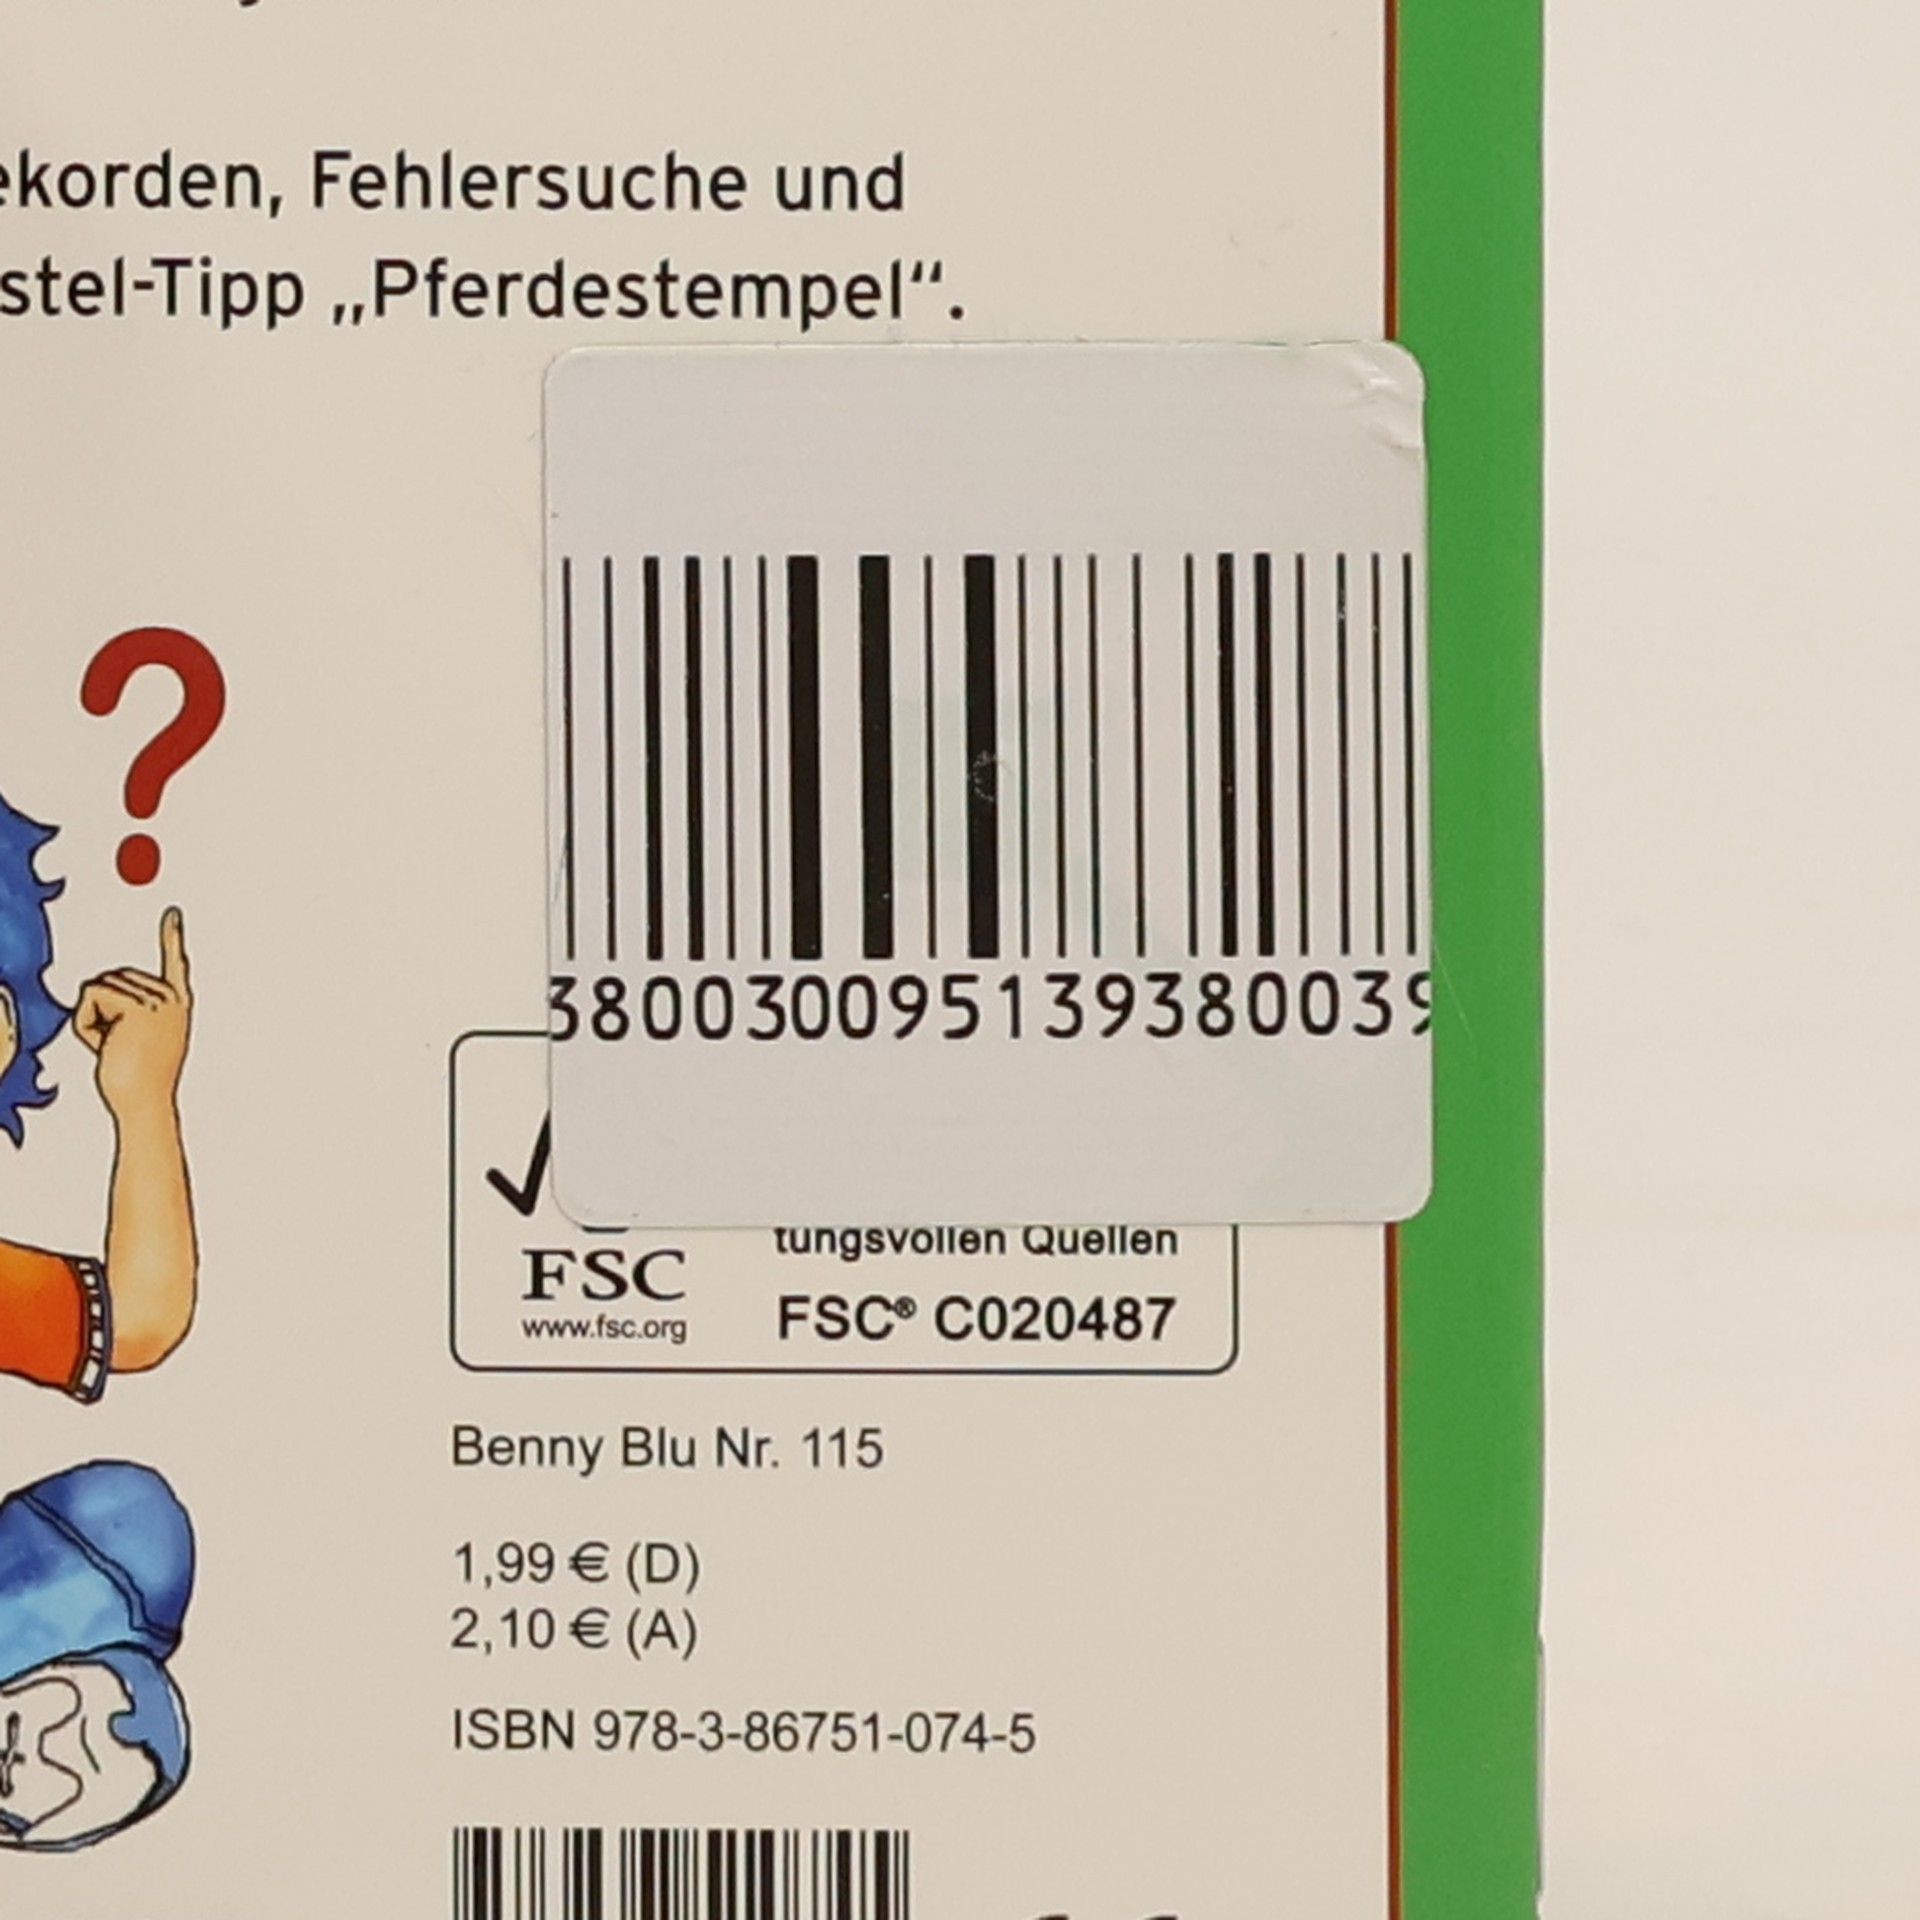 ekorden, Fehlersuche und
stel-Tipp „Pferdestempel“.
?
380030095139380039
tungsvollen Quellen
FSC
www.fsc.org
FSC® C020487
Benny Blu Nr. 115
1,99 € (D)
2,10 € (A)
ISBN 978-3-86751-074-5